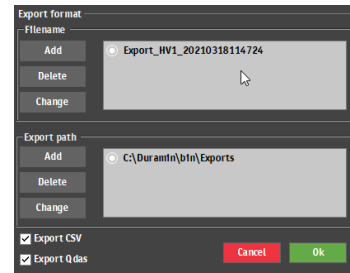 Export format
Filename
Add
Export_HV1_20210318114724
Delete
Change
Export path
Add
C:\Duramin\bin\Exports
Delete
Change
Export CSV
Export Qdas
Cancel
Ok